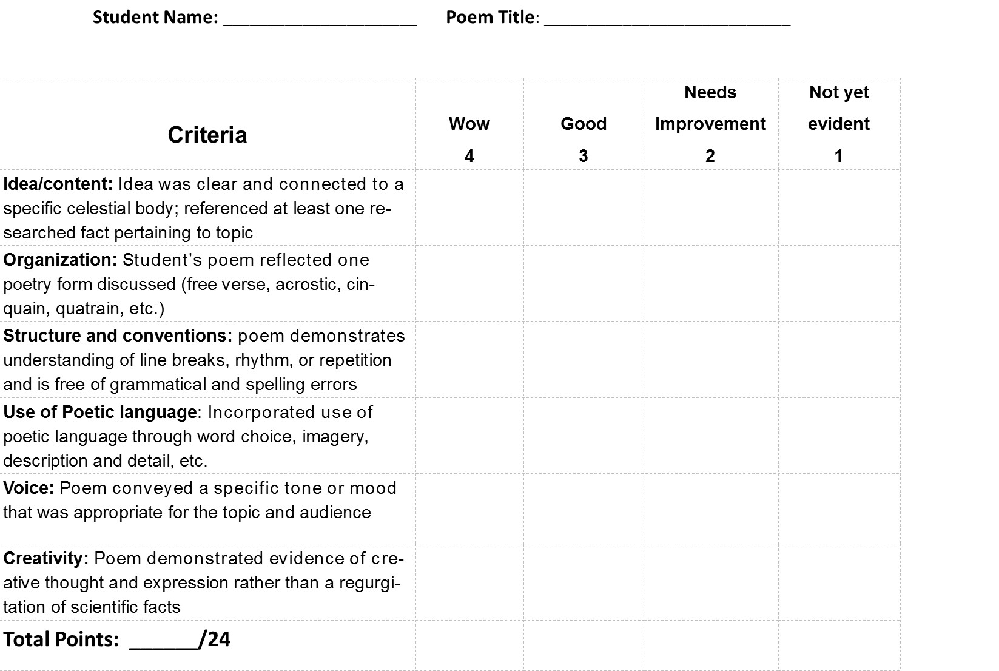 Student Name: ______________________ Poem Title: ____________________________
Criteria
Wow
4
Good
3
Needs
Improvement
2
Not yet
evident
1
Idea/content: Idea was clear and connected to a
specific celestial body; referenced at least one re-
searched fact pertaining to topic
Organization: Student’s poem reflected one
poetry form discussed (free verse, acrostic, cin-
quain, quatrain, etc.)
Structure and conventions: poem demonstrates
understanding of line breaks, rhythm, or repetition
and is free of grammatical and spelling errors
Use of Poetic language: Incorporated use of
poetic language through word choice, imagery,
description and detail, etc.
Voice: Poem conveyed a specific tone or mood
that was appropriate for the topic and audience
Creativity: Poem demonstrated evidence of cre-
ative thought and expression rather than a regurgi-
tation of scientific facts
Total Points: ______/24